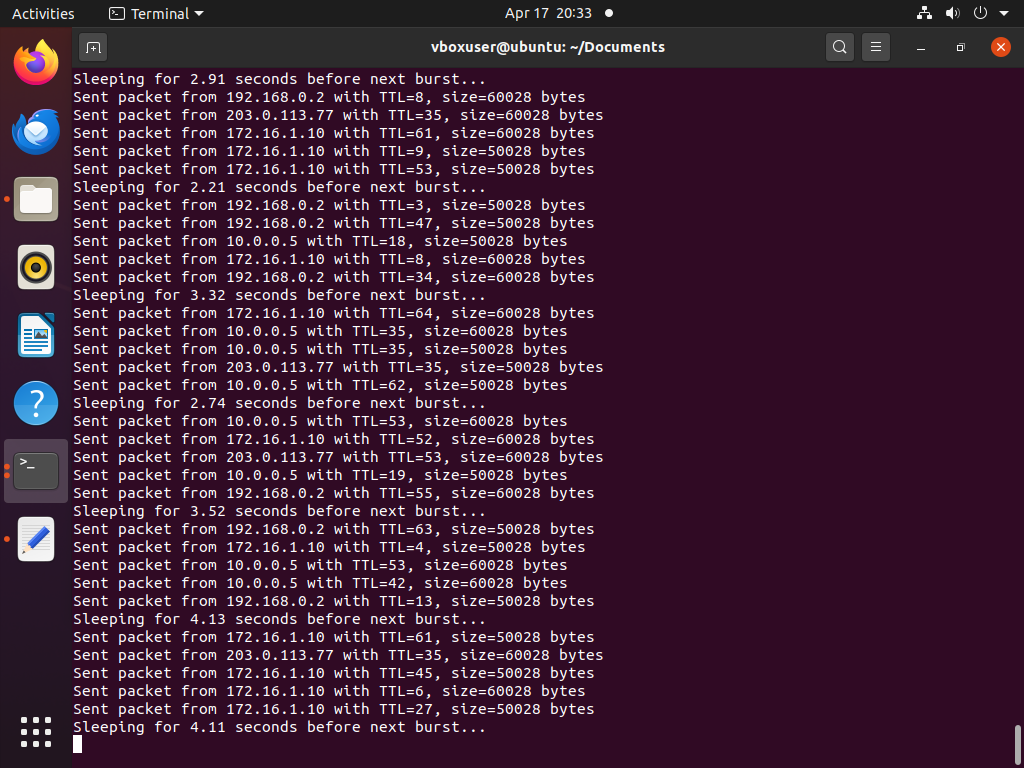 Activities
Terminal
Apr 17 20:33
vboxuser@ubuntu: ~/Documents
Sleeping for 2.91 seconds before next burst...
Sent packet from 192.168.0.2 with TTL=8, size=60028 bytes
Sent packet from 203.0.113.77 with TTL=35, size=60028 bytes
Sent packet from 172.16.1.10 with TTL=61, size=60028 bytes
Sent packet from 172.16.1.10 with TTL=9, size=50028 bytes
Sent packet from 172.16.1.10 with TTL=53, size=50028 bytes
Sleeping for 2.21 seconds before next burst...
Sent packet from 192.168.0.2 with TTL=3, size=50028 bytes
Sent packet from 192.168.0.2 with TTL=47, size=50028 bytes
Sent packet from 10.0.0.5 with TTL=18, size=50028 bytes
Sent packet from 172.16.1.10 with TTL=8, size=60028 bytes
Sent packet from 192.168.0.2 with TTL=34, size=60028 bytes
Sleeping for 3.32 seconds before next burst...
Sent packet from 172.16.1.10 with TTL=64, size=60028 bytes
Sent packet from 10.0.0.5 with TTL=35, size=60028 bytes
Sent packet from 10.0.0.5 with TTL=35, size=50028 bytes
Sent packet from 203.0.113.77 with TTL=35, size=60028 bytes
Sent packet from 10.0.0.5 with TTL=62, size=50028 bytes
Sleeping for 2.74 seconds before next burst...
Sent packet from 10.0.0.5 with TTL=53, size=60028 bytes
Sent packet from 172.16.1.10 with TTL=52, size=60028 bytes
Sent packet from 203.0.113.77 with TTL=53, size=60028 bytes
Sent packet from 10.0.0.5 with TTL=19, size=50028 bytes
Sent packet from 192.168.0.2 with TTL=55, size=60028 bytes
Sleeping for 3.52 seconds before next burst...
Sent packet from 192.168.0.2 with TTL=63, size=50028 bytes
Sent packet from 172.16.1.10 with TTL=4, size=50028 bytes
Sent packet from 10.0.0.5 with TTL=53, size=60028 bytes
Sent packet from 10.0.0.5 with TTL=42, size=60028 bytes
Sent packet from 192.168.0.2 with TTL=13, size=50028 bytes
Sleeping for 4.13 seconds before next burst...
Sent packet from 172.16.1.10 with TTL=61, size=50028 bytes
Sent packet from 203.0.113.77 with TTL=35, size=60028 bytes
Sent packet from 172.16.1.10 with TTL=45, size=50028 bytes
Sent packet from 172.16.1.10 with TTL=6, size=60028 bytes
Sent packet from 172.16.1.10 with TTL=27, size=50028 bytes
Sleeping for 4.11 seconds before next burst...